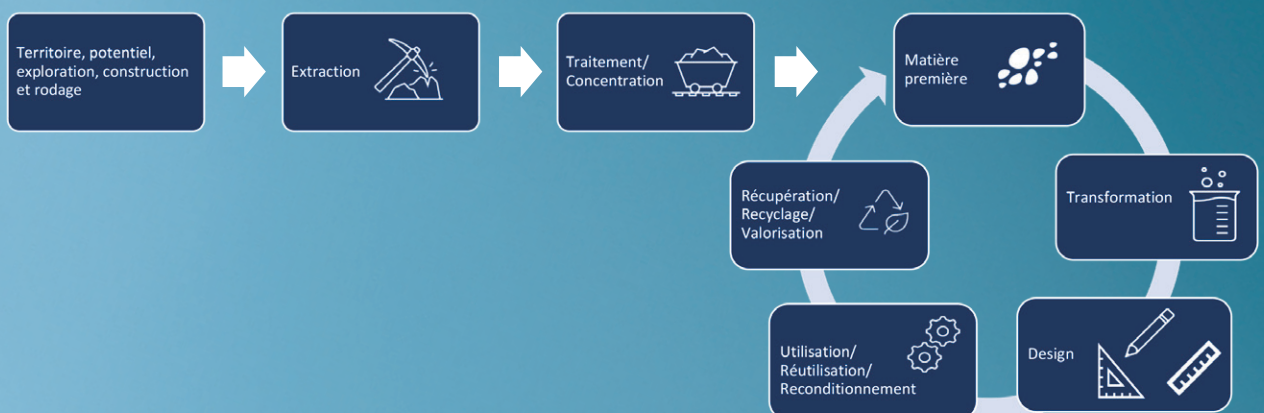 Territoire, potentiel,
exploration, construction
et rodage
Extraction
Traitement/
Concentration
Matière
première
Transformation
Design
Utilisation/
Réutilisation/
Reconditionnement
Récupération/
Recyclage/
Valorisation